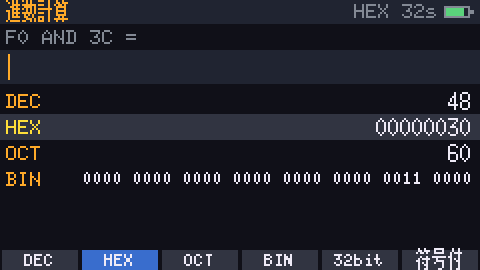 進数計算 HEX 32s
F0 AND 3C =
DEC 48
HEX 00000030
OCT 60
BIN 0000 0000 0000 0000 0000 0000 0011 0000
DEC HEX OCT BIN 32bit 符号付